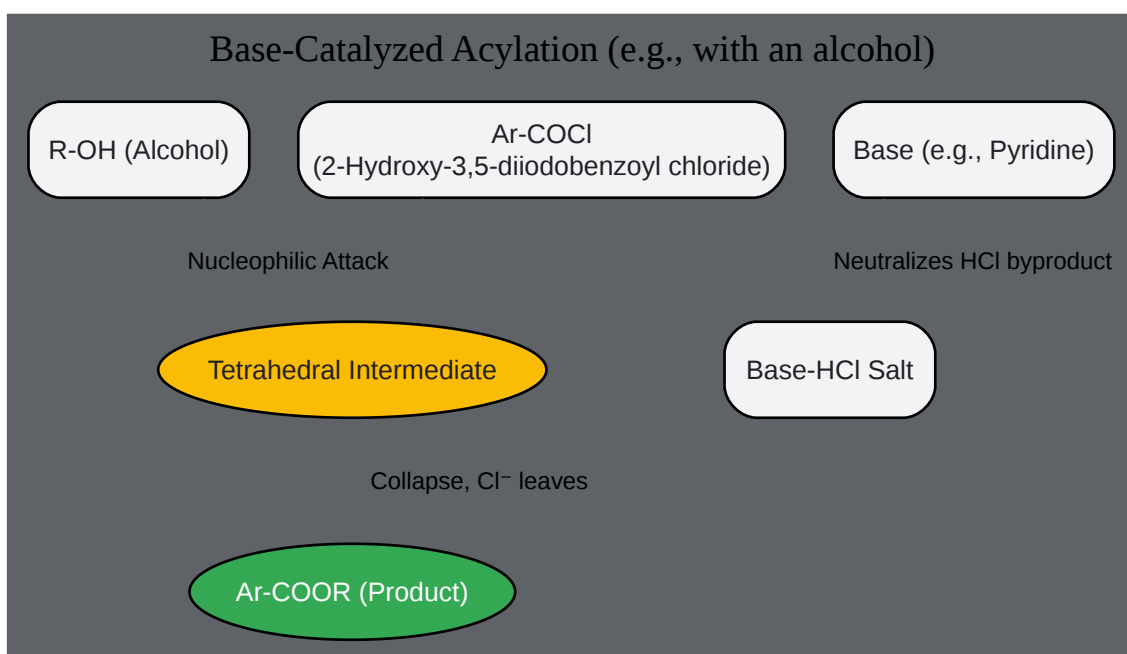 Base-Catalyzed Acylation (e.g., with an alcohol)
R-OH (Alcohol)
Ar-COCl
(2-Hydroxy-3,5-diiodobenzoyl chloride)
Base (e.g., Pyridine)
Nucleophilic Attack
Neutralizes HCl byproduct
Tetrahedral Intermediate
Base-HCl Salt
Collapse, Cl⁻ leaves
Ar-COOR (Product)